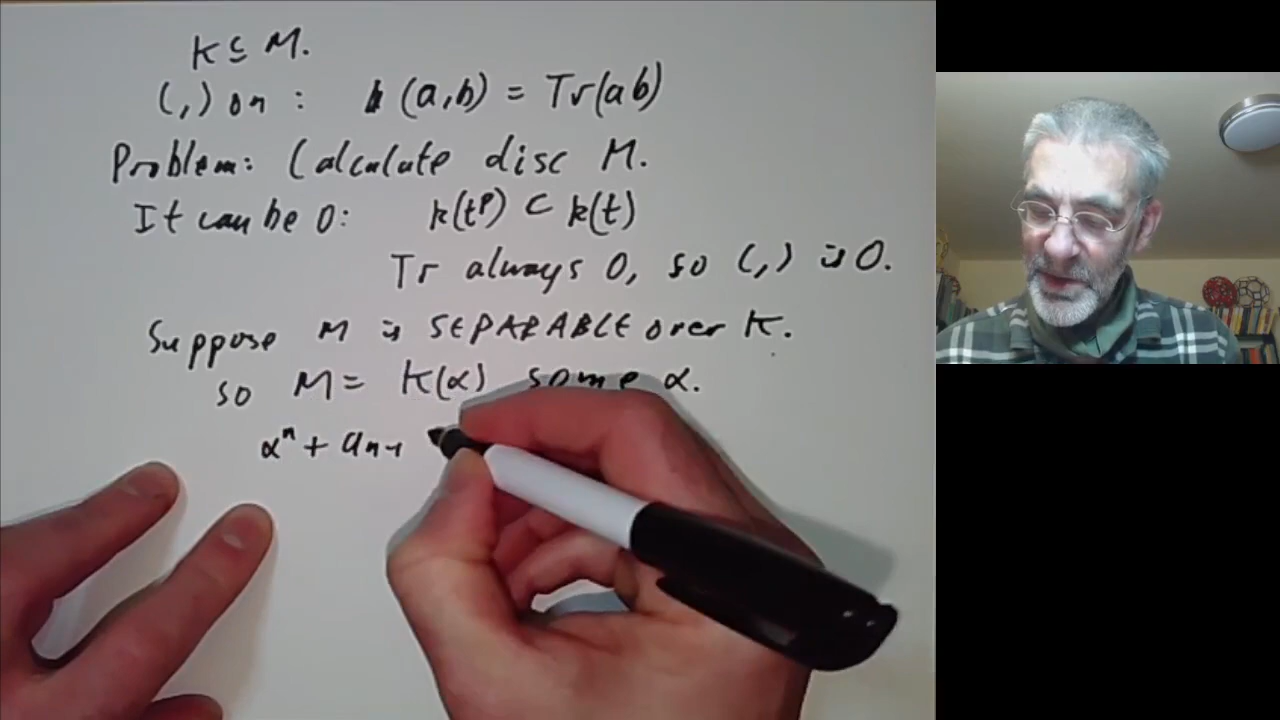 K ⊆ M.
(,) on : (a,b) = Tr(ab)
Problem: Calculate disc M.
It can be 0: k(t^p) ⊂ k(t)
Tr always 0, so (,) is 0.
Suppose M is SEPARABLE over K.
so M = K(α) some α.
α^n + a_{n-1}